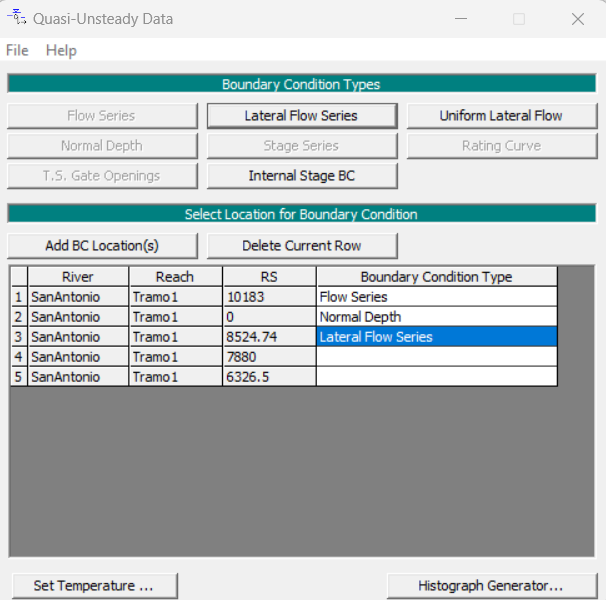 Quasi-Unsteady Data
File Help
Boundary Condition Types
Flow Series Lateral Flow Series Uniform Lateral Flow
Normal Depth Stage Series Rating Curve
T.S. Gate Openings Internal Stage BC
Select Location for Boundary Condition
Add BC Location(s) Delete Current Row
River Reach RS Boundary Condition Type
1 SanAntonio Tramo1 10183 Flow Series
2 SanAntonio Tramo1 0 Normal Depth
3 SanAntonio Tramo1 8524.74 Lateral Flow Series
4 SanAntonio Tramo1 7880
5 SanAntonio Tramo1 6326.5
Set Temperature ... Histograph Generator...